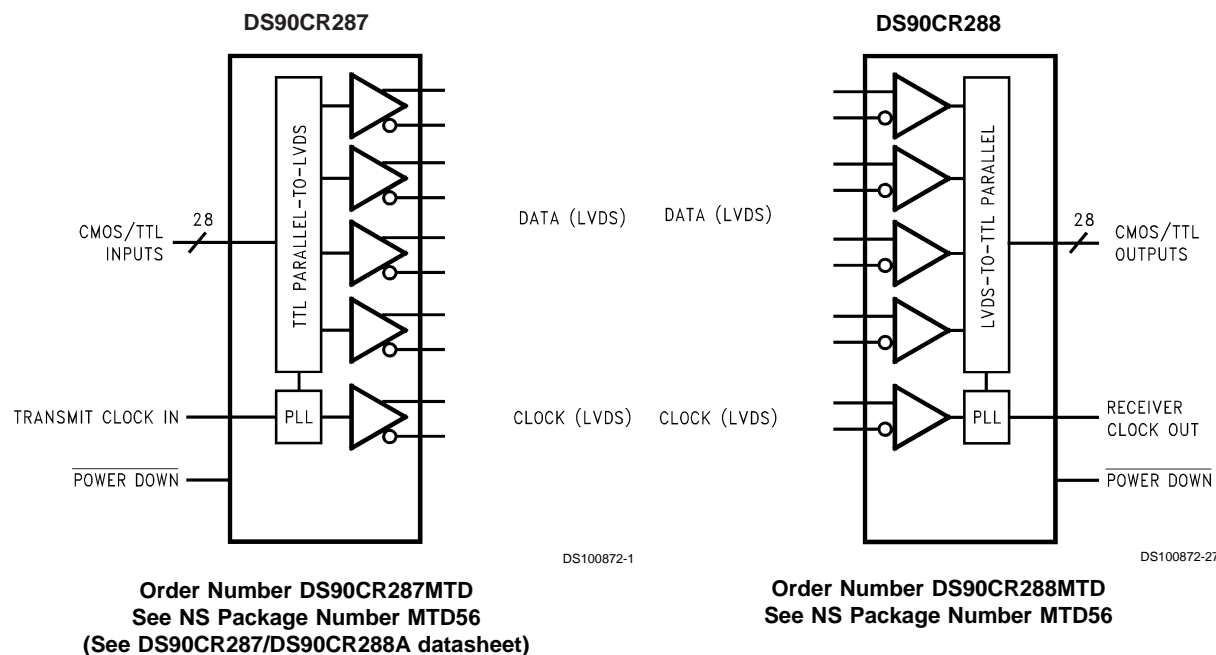 DS90CR287
TTL PARALLEL-TO-LVDS
CMOS/TTL
INPUTS
28
DATA (LVDS)
TRANSMIT CLOCK IN
PLL
CLOCK (LVDS)
POWER DOWN
DS100872-1
Order Number DS90CR287MTD
See NS Package Number MTD56
(See DS90CR287/DS90CR288A datasheet)
DS90CR288
DATA (LVDS)
LVDS-TO-TTL PARALLEL
28
CMOS/TTL
OUTPUTS
CLOCK (LVDS)
PLL
RECEIVER
CLOCK OUT
POWER DOWN
DS100872-27
Order Number DS90CR288MTD
See NS Package Number MTD56